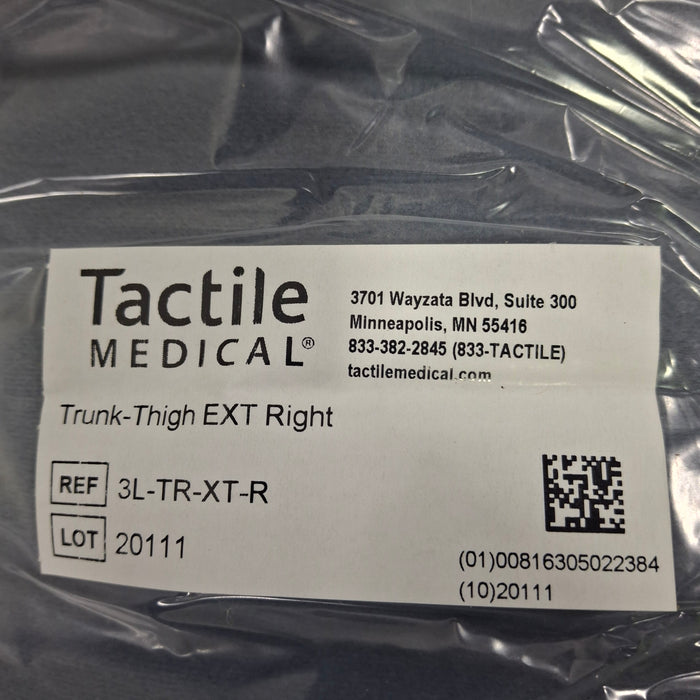 Tactile
MEDICAL®
3701 Wayzata Blvd, Suite 300
Minneapolis, MN 55416
833-382-2845 (833-TACTILE)
tactilemedical.com
Trunk-Thigh EXT Right
REF 3L-TR-XT-R
LOT 20111
(01)00816305022384
(10)20111